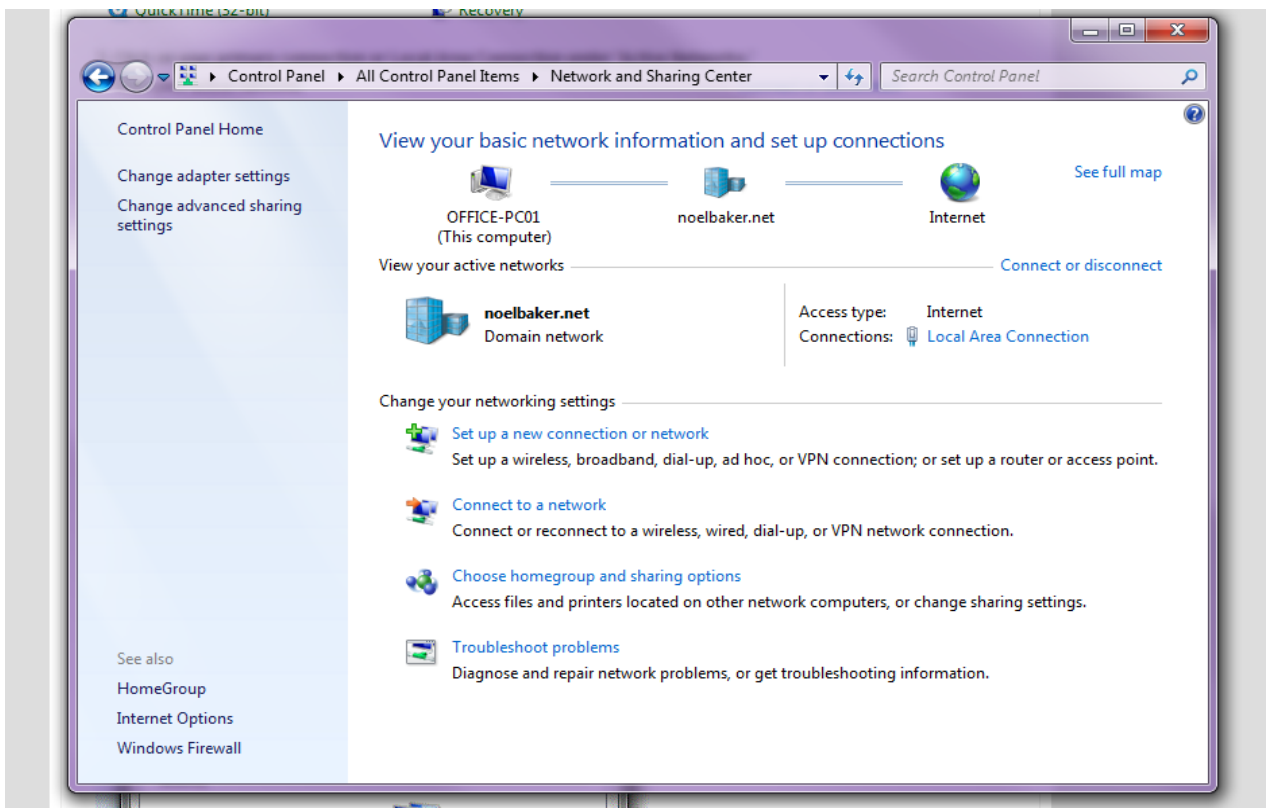 QuickTime (32-bit)
Recovery
Control Panel
All Control Panel Items
Network and Sharing Center
Search Control Panel
Control Panel Home
Change adapter settings
Change advanced sharing
settings
View your basic network information and set up connections
See full map
OFFICE-PC01
(This computer)
noelbaker.net
Internet
View your active networks
Connect or disconnect
noelbaker.net
Domain network
Access type: Internet
Connections: Local Area Connection
Change your networking settings
Set up a new connection or network
Set up a wireless, broadband, dial-up, ad hoc, or VPN connection; or set up a router or access point.
Connect to a network
Connect or reconnect to a wireless, wired, dial-up, or VPN network connection.
Choose homegroup and sharing options
Access files and printers located on other network computers, or change sharing settings.
Troubleshoot problems
Diagnose and repair network problems, or get troubleshooting information.
See also
HomeGroup
Internet Options
Windows Firewall